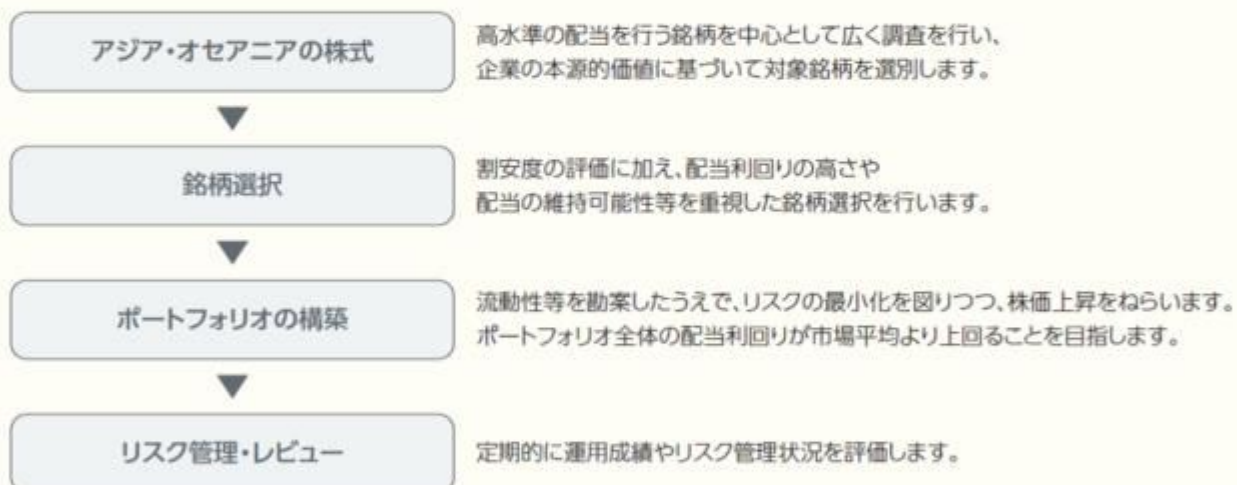 アジア・オセアニアの株式
高水準の配当を行う銘柄を中心として広く調査を行い、
企業の本源的価値に基づいて対象銘柄を選別します。
銘柄選択
割安度の評価に加え、配当利回りの高さや
配当の維持可能性等を重視した銘柄選択を行います。
ポートフォリオの構築
流動性等を勘案したうえで、リスクの最小化を図りつつ、株価上昇をねらいます。
ポートフォリオ全体の配当利回りが市場平均より上回ることを目指します。
リスク管理・レビュー
定期的に運用成績やリスク管理状況を評価します。